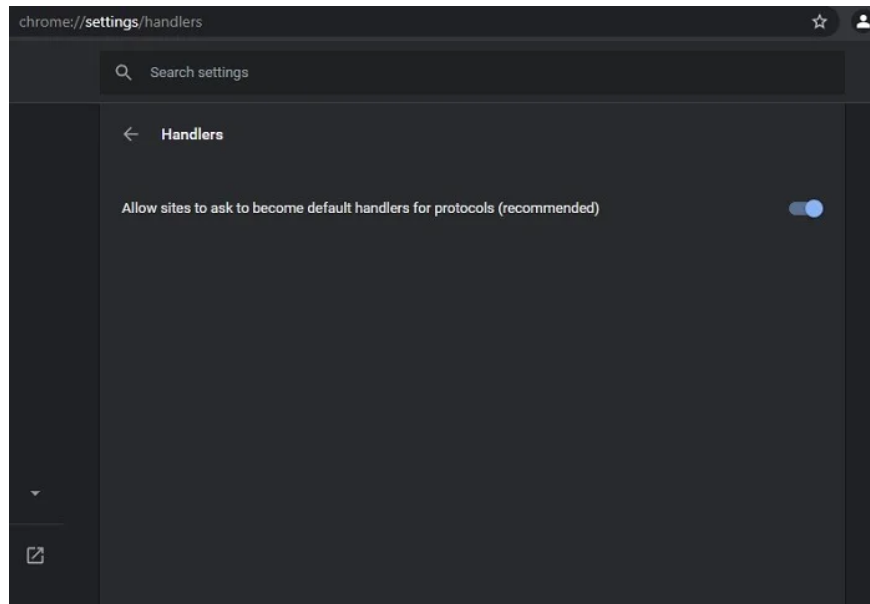 chrome://settings/handlers
Search settings
Handlers
Allow sites to ask to become default handlers for protocols (recommended)